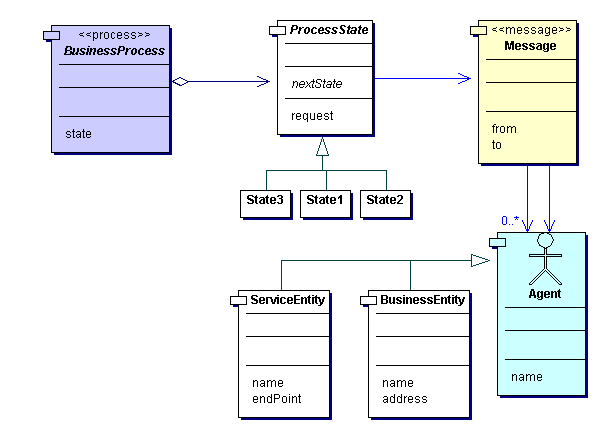 <<process>>
BusinessProcess
state
ProcessState
nextState
request
<<message>>
Message
from
to
State3
State1
State2
0..*
Agent
name
ServiceEntity
name
endPoint
BusinessEntity
name
address